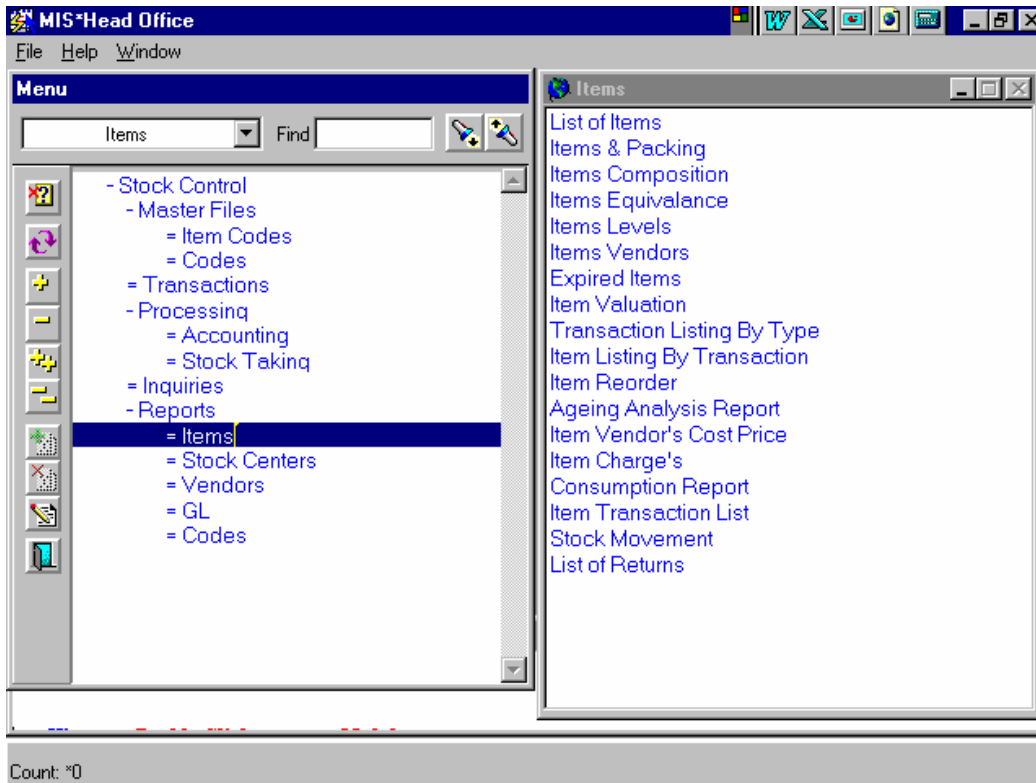 MIS*Head Office
File Help Window
Menu
Items Find
- Stock Control
- Master Files
= Item Codes
= Codes
= Transactions
- Processing
= Accounting
= Stock Taking
= Inquiries
- Reports
= Items
= Stock Centers
= Vendors
= GL
= Codes
Items
List of Items
Items & Packing
Items Composition
Items Equivalance
Items Levels
Items Vendors
Expired Items
Item Valuation
Transaction Listing By Type
Item Listing By Transaction
Item Reorder
Ageing Analysis Report
Item Vendor's Cost Price
Item Charge's
Consumption Report
Item Transaction List
Stock Movement
List of Returns
Count: *0